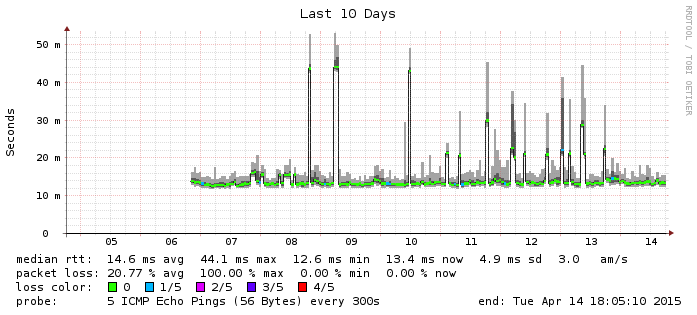 Last 10 Days
RRDTOOL / TOBI OETIKER
Seconds
50 m
40 m
30 m
20 m
10 m
0
05 06 07 08 09 10 11 12 13 14
median rtt: 14.6 ms avg 44.1 ms max 12.6 ms min 13.4 ms now 4.9 ms sd 3.0 am/s
packet loss: 20.77 % avg 100.00 % max 0.00 % min 0.00 % now
loss color: 0 1/5 2/5 3/5 4/5
probe: 5 ICMP Echo Pings (56 Bytes) every 300s end: Tue Apr 14 18:05:10 2015